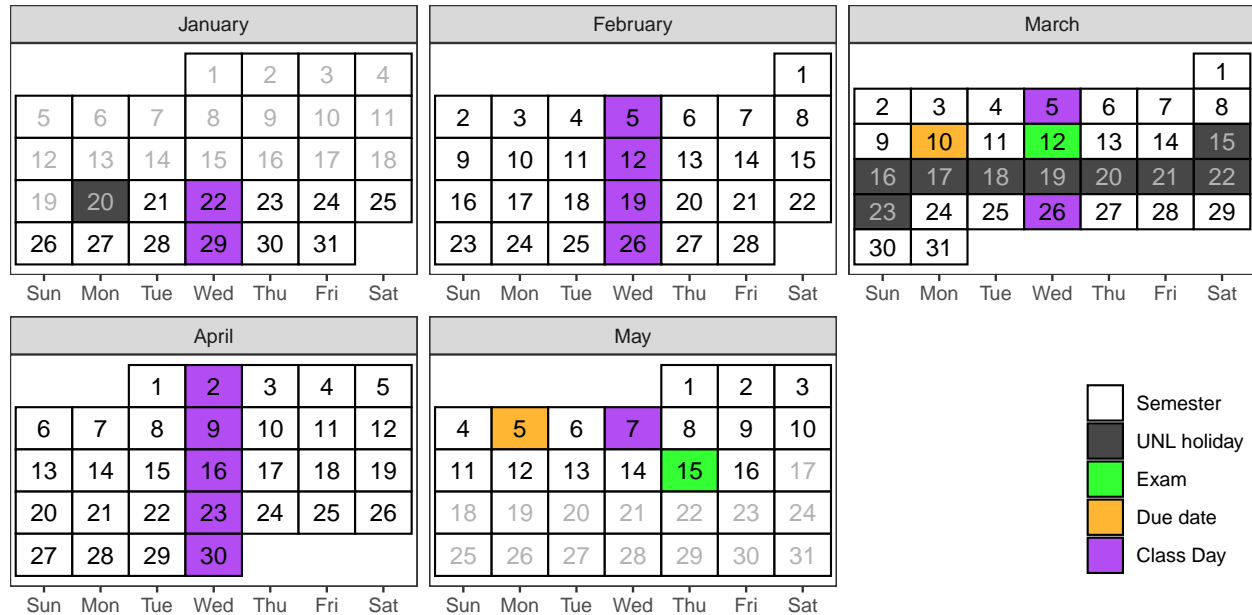 January
1 2 3 4
5 6 7 8 9 10 11
12 13 14 15 16 17 18
19 20 21 22 23 24 25
26 27 28 29 30 31
Sun Mon Tue Wed Thu Fri Sat
February
1
2 3 4 5 6 7 8
9 10 11 12 13 14 15
16 17 18 19 20 21 22
23 24 25 26 27 28
Sun Mon Tue Wed Thu Fri Sat
March
1
2 3 4 5 6 7 8
9 10 11 12 13 14 15
16 17 18 19 20 21 22
23 24 25 26 27 28 29
30 31
Sun Mon Tue Wed Thu Fri Sat
April
1 2 3 4 5
6 7 8 9 10 11 12
13 14 15 16 17 18 19
20 21 22 23 24 25 26
27 28 29 30
Sun Mon Tue Wed Thu Fri Sat
May
1 2 3
4 5 6 7 8 9 10
11 12 13 14 15 16 17
18 19 20 21 22 23 24
25 26 27 28 29 30 31
Sun Mon Tue Wed Thu Fri Sat
Semester
UNL holiday
Exam
Due date
Class Day